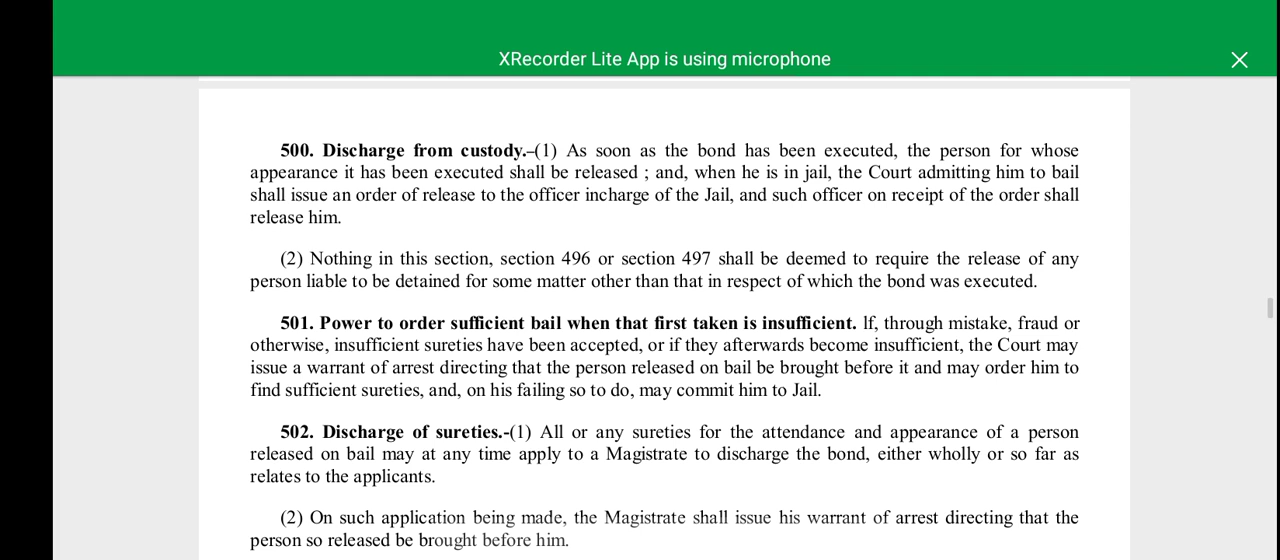 XRecorder Lite App is using microphone
500. Discharge from custody.–(1) As soon as the bond has been executed, the person for whose
appearance it has been executed shall be released ; and, when he is in jail, the Court admitting him to bail
shall issue an order of release to the officer incharge of the Jail, and such officer on receipt of the order shall
release him.
(2) Nothing in this section, section 496 or section 497 shall be deemed to require the release of any
person liable to be detained for some matter other than that in respect of which the bond was executed.
501. Power to order sufficient bail when that first taken is insufficient. If, through mistake, fraud or
otherwise, insufficient sureties have been accepted, or if they afterwards become insufficient, the Court may
issue a warrant of arrest directing that the person released on bail be brought before it and may order him to
find sufficient sureties, and, on his failing so to do, may commit him to Jail.
502. Discharge of sureties.-(1) All or any sureties for the attendance and appearance of a person
released on bail may at any time apply to a Magistrate to discharge the bond, either wholly or so far as
relates to the applicants.
(2) On such application being made, the Magistrate shall issue his warrant of arrest directing that the
person so released be brought before him.